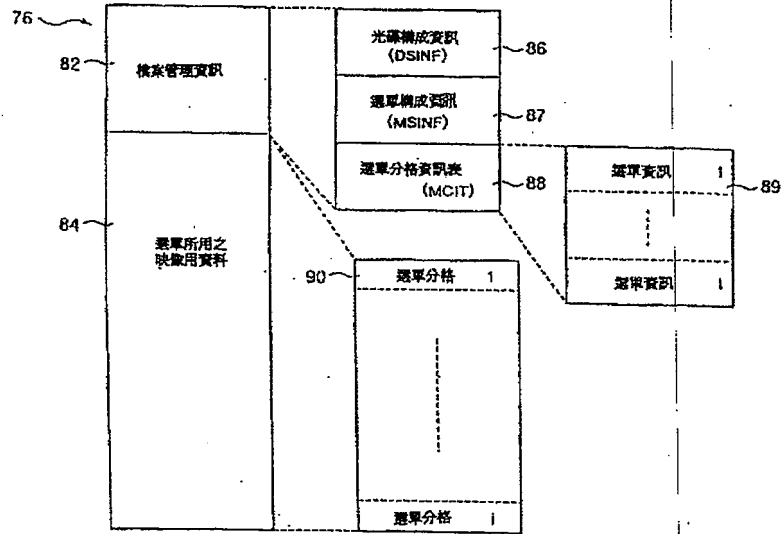 76
82
檔案管理資訊
84
選單所用之
映像用資料
光碟構成資訊
(DSINF)
86
選單構成資訊
(MSINF)
87
選單分格資訊表
(MCIT)
88
選單資訊 1
89
選單資訊 i
90
選單分格 1
選單分格 i